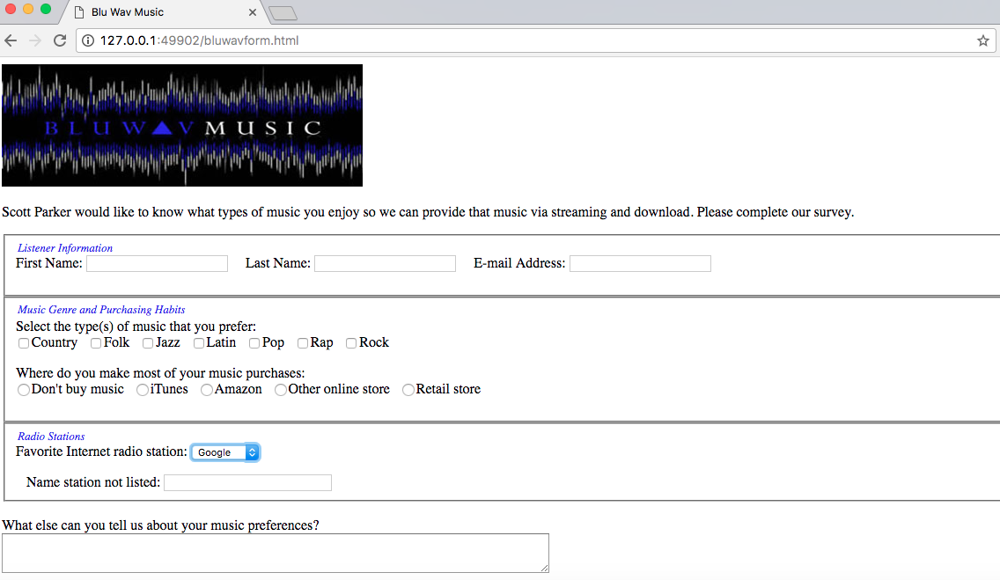 Blu Wav Music
127.0.0.1:49902/bluwavform.html
BLUW▲V MUSIC
Scott Parker would like to know what types of music you enjoy so we can provide that music via streaming and download. Please complete our survey.
Listener Information
First Name: Last Name: E-mail Address:
Music Genre and Purchasing Habits
Select the type(s) of music that you prefer:
Country Folk Jazz Latin Pop Rap Rock
Where do you make most of your music purchases:
Don't buy music iTunes Amazon Other online store Retail store
Radio Stations
Favorite Internet radio station: Google
Name station not listed:
What else can you tell us about your music preferences?